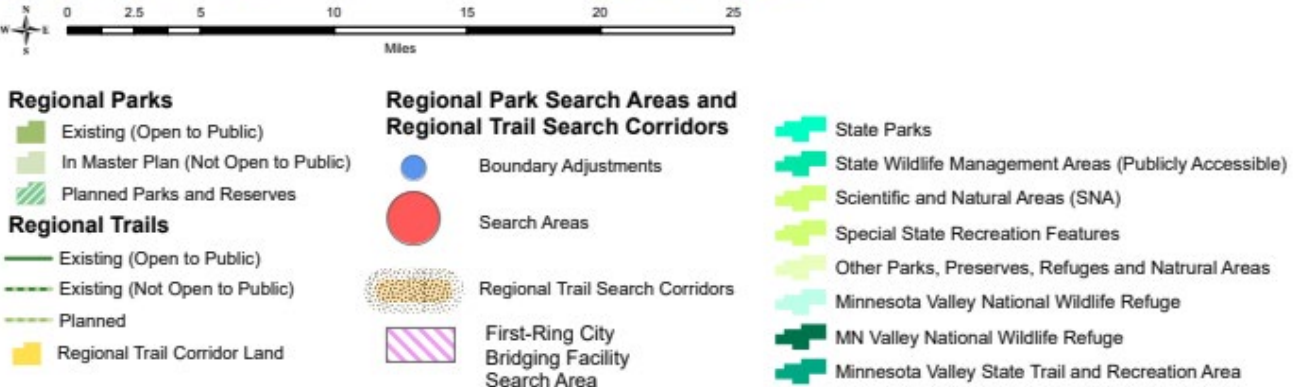 N
W E
S
0 2.5 5 10 15 20 25
Miles
Regional Parks
Existing (Open to Public)
In Master Plan (Not Open to Public)
Planned Parks and Reserves
Regional Trails
Existing (Open to Public)
Existing (Not Open to Public)
Planned
Regional Trail Corridor Land
Regional Park Search Areas and
Regional Trail Search Corridors
Boundary Adjustments
Search Areas
Regional Trail Search Corridors
First-Ring City
Bridging Facility
Search Area
State Parks
State Wildlife Management Areas (Publicly Accessible)
Scientific and Natural Areas (SNA)
Special State Recreation Features
Other Parks, Preserves, Refuges and Natrural Areas
Minnesota Valley National Wildlife Refuge
MN Valley National Wildlife Refuge
Minnesota Valley State Trail and Recreation Area